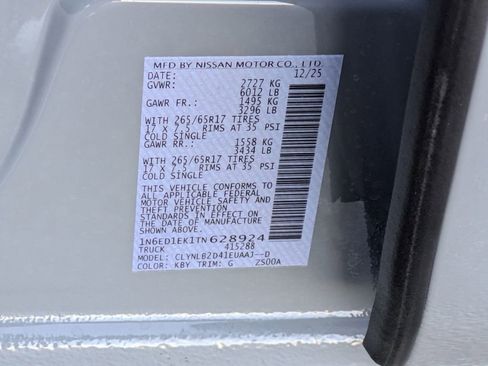 MFD BY NISSAN MOTOR CO., LTD
DATE: 12/25
GVWR: 2727 KG
6012 LB
GAWR FR.: 1495 KG
3296 LB
WITH 265/65R17 TIRES
17 X 7.5 RIMS AT 35 PSI
COLD SINGLE
GAWR RR.: 1558 KG
3434 LB
WITH 265/65R17 TIRES
17 X 7.5 RIMS AT 35 PSI
COLD SINGLE
THIS VEHICLE CONFORMS TO
ALL APPLICABLE FEDERAL
MOTOR VEHICLE SAFETY AND
THEFT PREVENTION
STANDARDS IN EFFECT ON
THE DATE OF MANUFACTURE
SHOWN ABOVE.
1N6ED1EK1TN628924
TRUCK 415288
MODEL: CLYNLB2D41EUAAJ--D
COLOR: KBY TRIM: G ZS00A